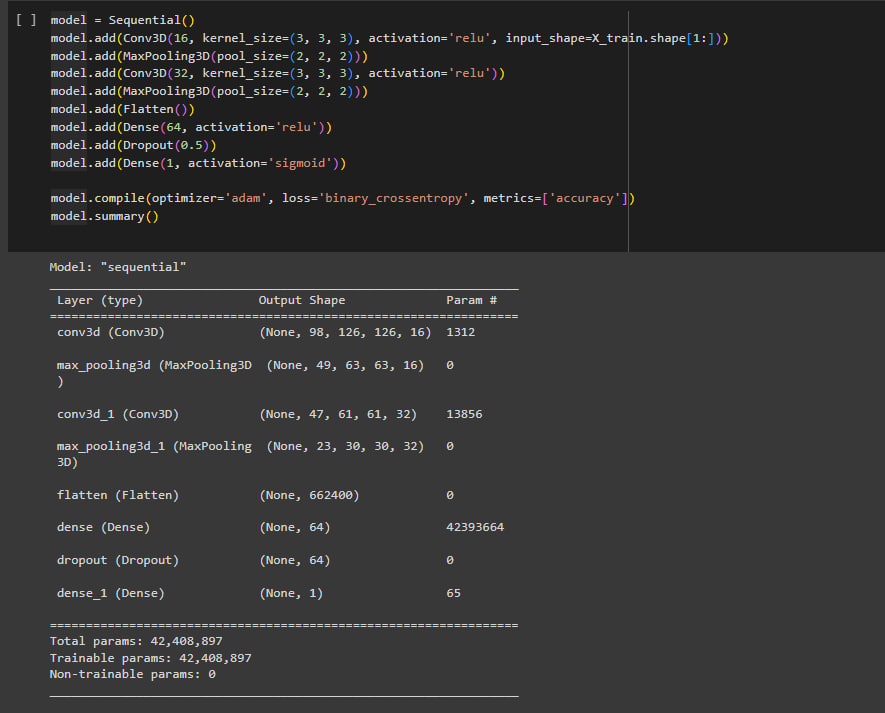 [ ] model = Sequential()
model.add(Conv3D(16, kernel_size=(3, 3, 3), activation='relu', input_shape=X_train.shape[1:]))
model.add(MaxPooling3D(pool_size=(2, 2, 2)))
model.add(Conv3D(32, kernel_size=(3, 3, 3), activation='relu'))
model.add(MaxPooling3D(pool_size=(2, 2, 2)))
model.add(Flatten())
model.add(Dense(64, activation='relu'))
model.add(Dropout(0.5))
model.add(Dense(1, activation='sigmoid'))
model.compile(optimizer='adam', loss='binary_crossentropy', metrics=['accuracy'])
model.summary()
Model: "sequential"
_________________________________________________________________
Layer (type) Output Shape Param #
=================================================================
conv3d (Conv3D) (None, 98, 126, 126, 16) 1312
max_pooling3d (MaxPooling3D (None, 49, 63, 63, 16) 0
)
conv3d_1 (Conv3D) (None, 47, 61, 61, 32) 13856
max_pooling3d_1 (MaxPooling (None, 23, 30, 30, 32) 0
3D)
flatten (Flatten) (None, 662400) 0
dense (Dense) (None, 64) 42393664
dropout (Dropout) (None, 64) 0
dense_1 (Dense) (None, 1) 65
=================================================================
Total params: 42,408,897
Trainable params: 42,408,897
Non-trainable params: 0
_________________________________________________________________